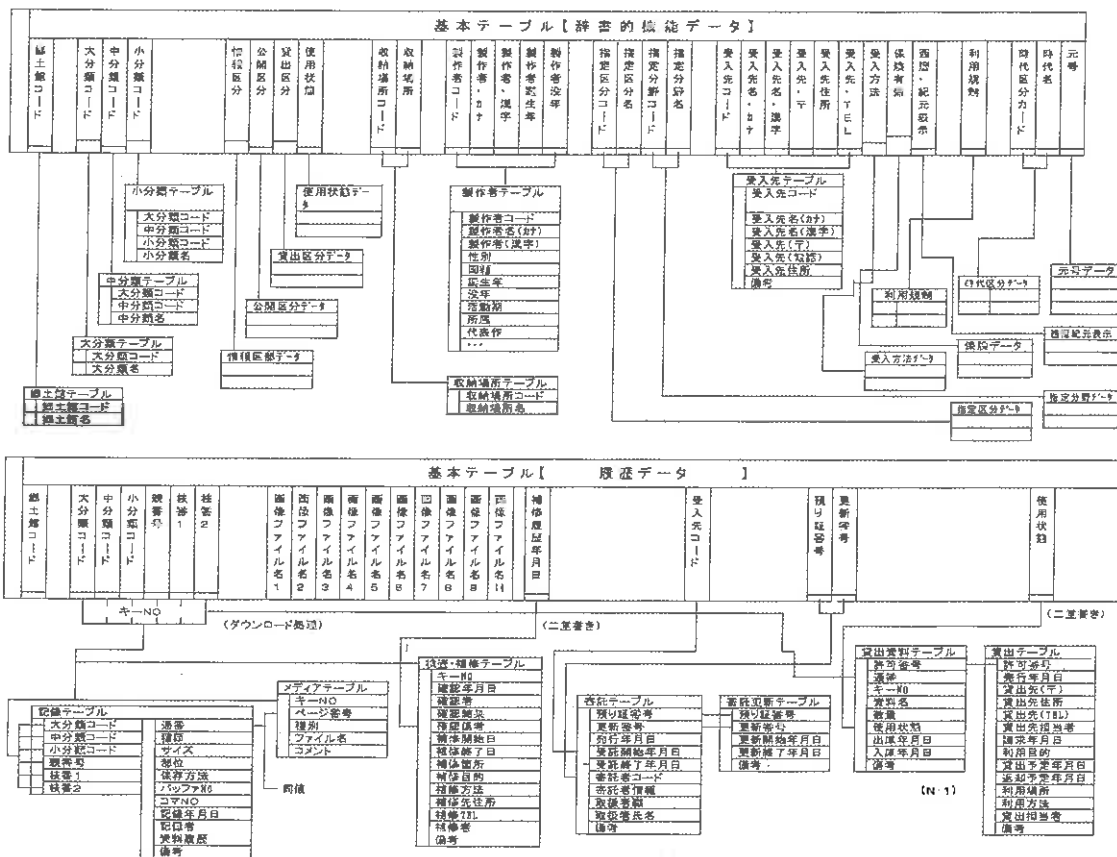 基本テーブル【辞書的機能データ】
郷土館コード
大分類コード
中分類コード
小分類コード
情報区分
公開区分
貸出区分
使用状態
収納場所コード
収納場所
製作者コード
製作者・カナ
製作者・漢字
製作者誕生年
製作者没年
指定区分コード
指定区分名
指定分野コード
指定分野名
受入先コード
受入先名・カナ
受入先名・漢字
受入先・〒
受入先住所
受入先・TEL
受入方法
保険有無
西暦・紀元表示
利用規制
時代区分カード
時代名
元号
小分類テーブル
大分類コード
中分類コード
小分類コード
小分類名
使用状態データ
製作者テーブル
製作者コード
製作者名(カナ)
製作者(漢字)
性別
国籍
誕生年
没年
活動期
所属
代表作
・・・
受入先テーブル
受入先コード
受入先名(カナ)
受入先名(漢字)
受入先(〒)
受入先(電話)
受入先住所
備考
貸出区分データ
中分類テーブル
大分類コード
中分類コード
中分類名
公開区分データ
利用規制
時代区分データ
元号データ
大分類テーブル
大分類コード
大分類名
情報区部データ
受入方法データ
保険データ
西暦紀元表示
郷土館テーブル
郷土館コード
郷土館名
収納場所テーブル
収納場所コード
収納場所名
指定区分データ
指定分野データ
基本テーブル【 履歴データ 】
郷土館コード
大分類コード
中分類コード
小分類コード
親番号
枝番1
枝番2
画像ファイル名1
画像ファイル名2
画像ファイル名3
画像ファイル名4
画像ファイル名5
画像ファイル名6
画像ファイル名7
画像ファイル名8
画像ファイル名9
画像ファイル名
補修履歴年月日
受入先コード
預り証番号
更新番号
使用状態
キーNO
(ダウンロード処理)
(二重書き)
(二重書き)
記録テーブル
大分類コード
中分類コード
小分類コード
親番号
枝番1
枝番2
通番
種師
サイズ
部位
保存方法
バッファNO
コマNO
記録年月日
記録者
資料履歴
備考
メディアテーブル
キーNO
ページ番号
種別
ファイル名
コメント
同値
検査・補修テーブル
キーNO
確認年月日
確認者
確認結果
確認備考
補修開始日
補修終了日
補修箇所
補修目的
補修方法
補修先住所
補修TEL
補修者
備考
寄託テーブル
預り証番号
更新番号
発行年月日
受託開始年月日
受託終了年月日
寄託者コード
寄託者情報
取扱者職
取扱者氏名
備考
寄託更新テーブル
預り証番号
更新番号
更新開始年月日
更新終了年月日
備考
貸出資料テーブル
許可番号
通番
キーNO
資料名
数量
使用状態
出庫年月日
入庫年月日
備考
(N-1)
貸出テーブル
許可番号
発行年月日
貸出先(〒)
貸出先住所
貸出先(TEL)
貸出先担当者
請求年月日
利用目的
貸出予定年月日
返却予定年月日
利用場所
利用方法
貸出担当者
備考